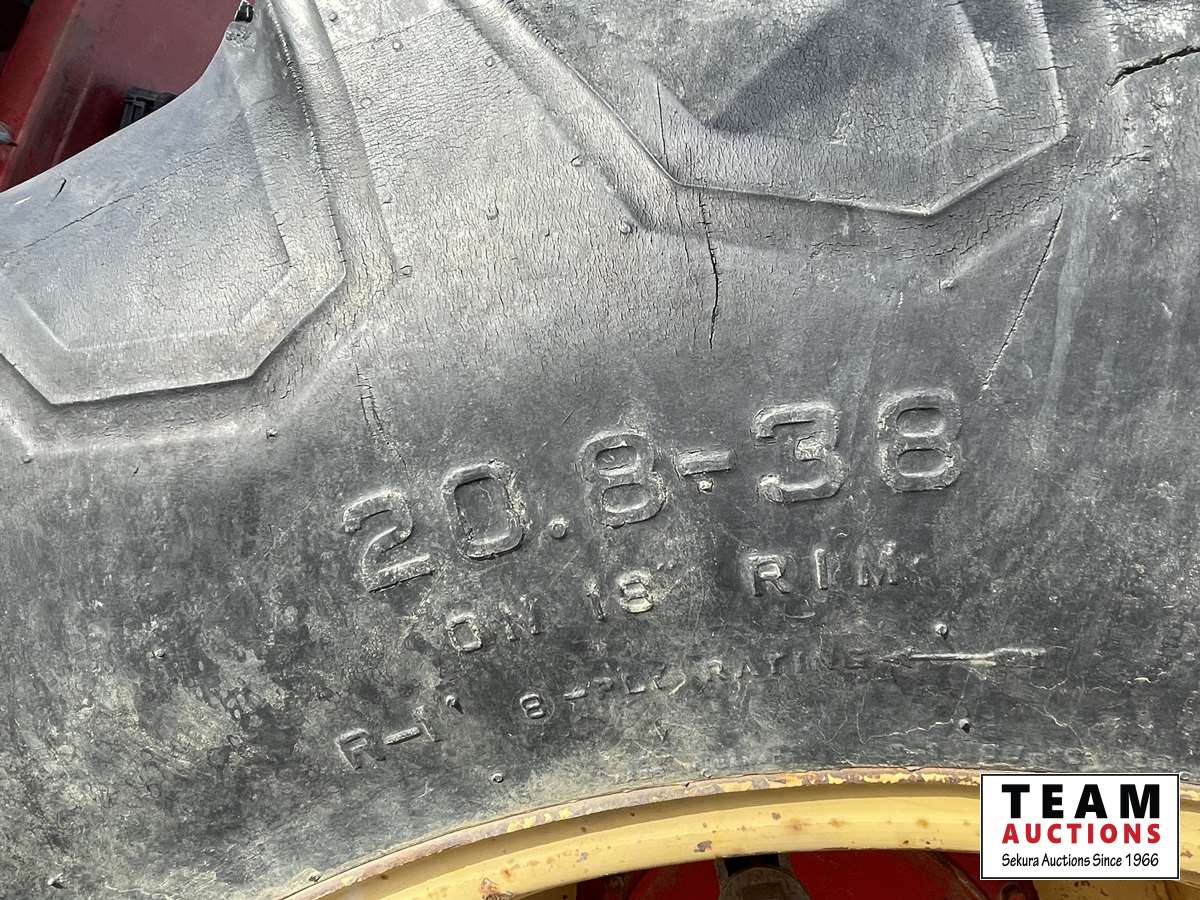 20.8-38
ON 18" RIM
R-1 8-PLY RATING
TEAM
AUCTIONS
Sekura Auctions Since 1966